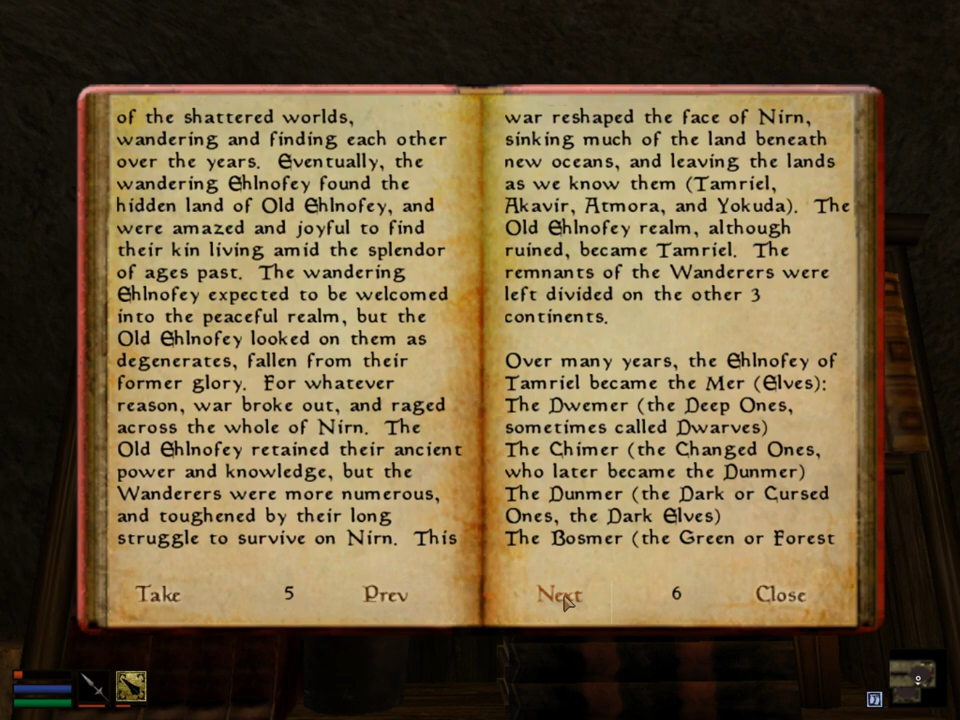 of the shattered worlds,
wandering and finding each other
over the years. Eventually, the
wandering Ehlnofey found the
hidden land of Old Ehlnofey, and
were amazed and joyful to find
their kin living amid the splendor
of ages past. The wandering
Ehlnofey expected to be welcomed
into the peaceful realm, but the
Old Ehlnofey looked on them as
degenerates, fallen from their
former glory. For whatever
reason, war broke out, and raged
across the whole of Nirn. The
Old Ehlnofey retained their ancient
power and knowledge, but the
Wanderers were more numerous,
and toughened by their long
struggle to survive on Nirn. This
war reshaped the face of Nirn,
sinking much of the land beneath
new oceans, and leaving the lands
as we know them (Tamriel,
Akavir, Atmora, and Yokuda). The
Old Ehlnofey realm, although
ruined, became Tamriel. The
remnants of the Wanderers were
left divided on the other 3
continents.
Over many years, the Ehlnofey of
Tamriel became the Mer (Elves):
The Dwemer (the Deep Ones,
sometimes called Dwarves)
The Chimer (the Changed Ones,
who later became the Dunmer)
The Dunmer (the Dark or Cursed
Ones, the Dark Elves)
The Bosmer (the Green or Forest
Take 5 Prev Next 6 Close